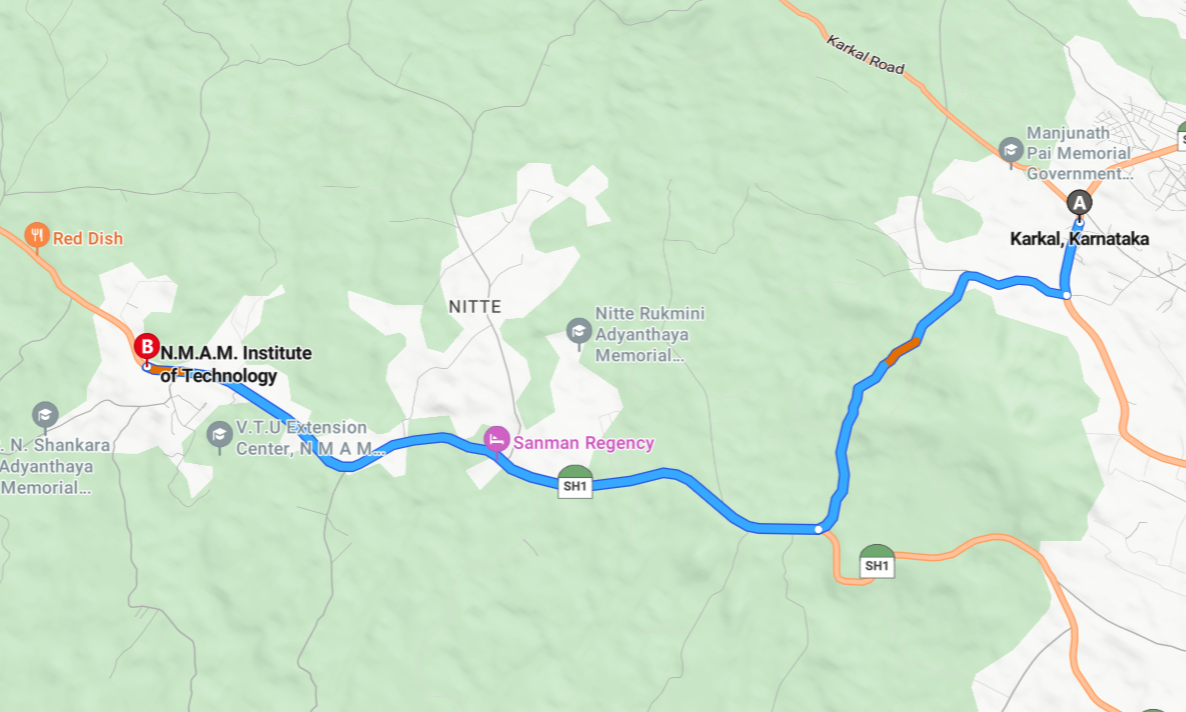 Karkal Road
Manjunath
Pai Memorial
Government...
A
Karkal, Karnataka
Red Dish
NITTE
Nitte Rukmini
Adyanthaya
Memorial...
B
N.M.A.M. Institute
of Technology
V.T.U Extension
Center, N M A M...
. N. Shankara
Adyanthaya
Memorial...
Sanman Regency
SH1
SH1